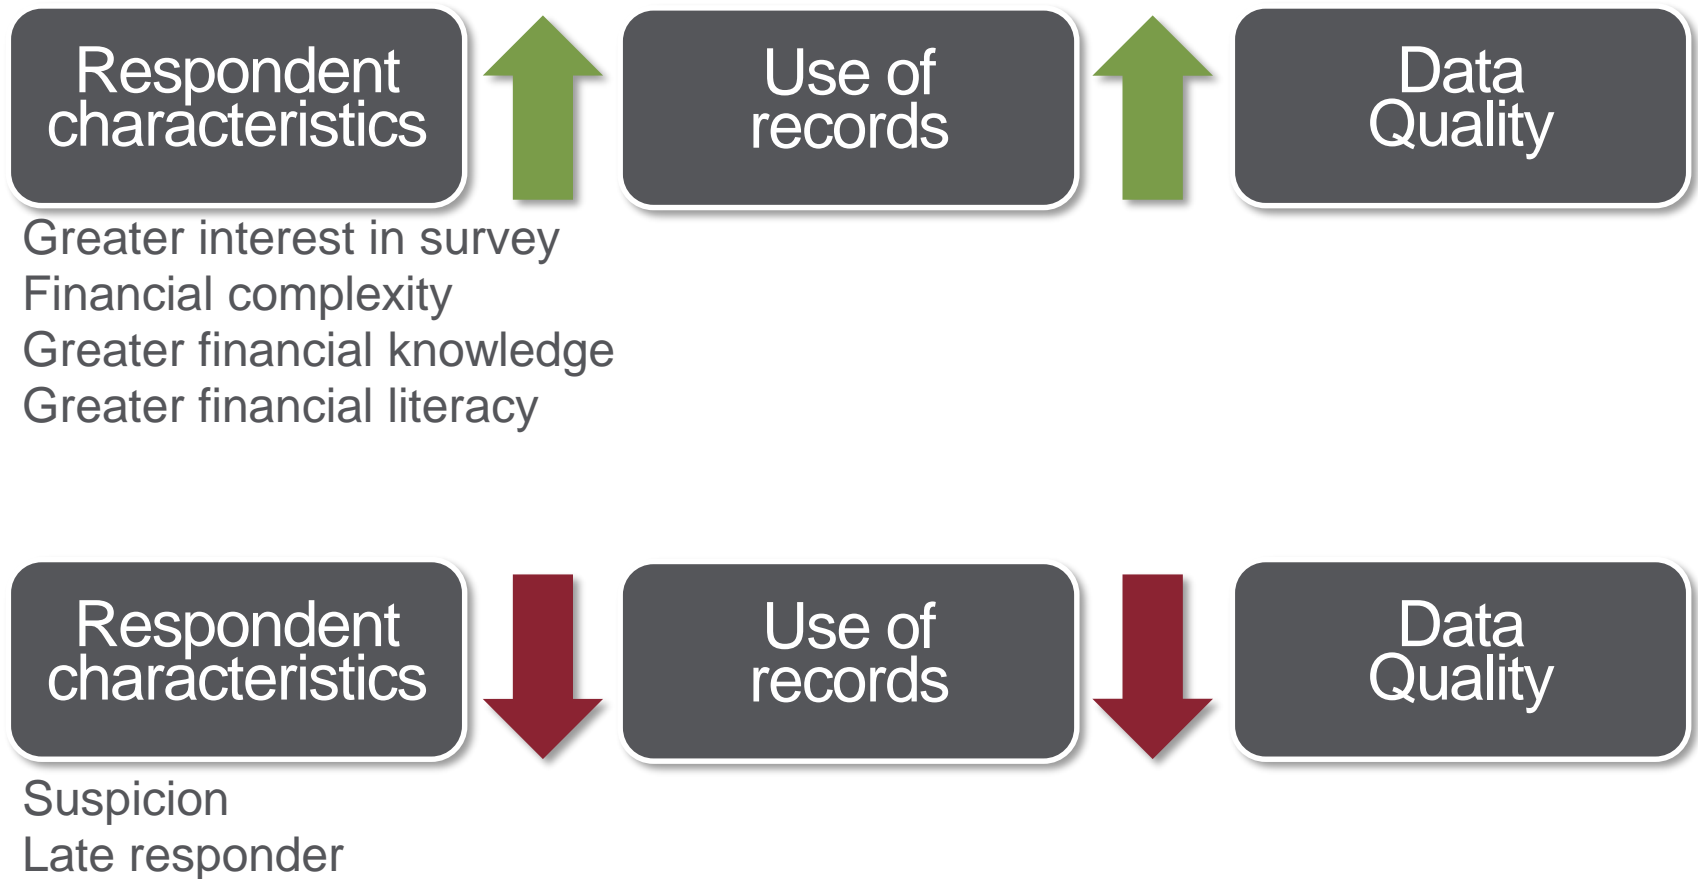 Respondent
characteristics
Use of
records
Data
Quality
Greater interest in survey
Financial complexity
Greater financial knowledge
Greater financial literacy
Respondent
characteristics
Use of
records
Data
Quality
Suspicion
Late responder